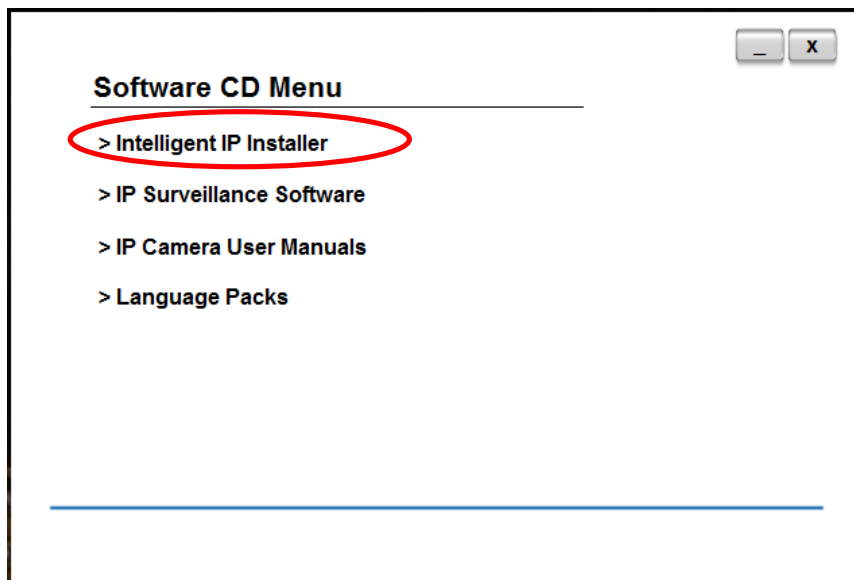 _ X
Software CD Menu
> Intelligent IP Installer
> IP Surveillance Software
> IP Camera User Manuals
> Language Packs